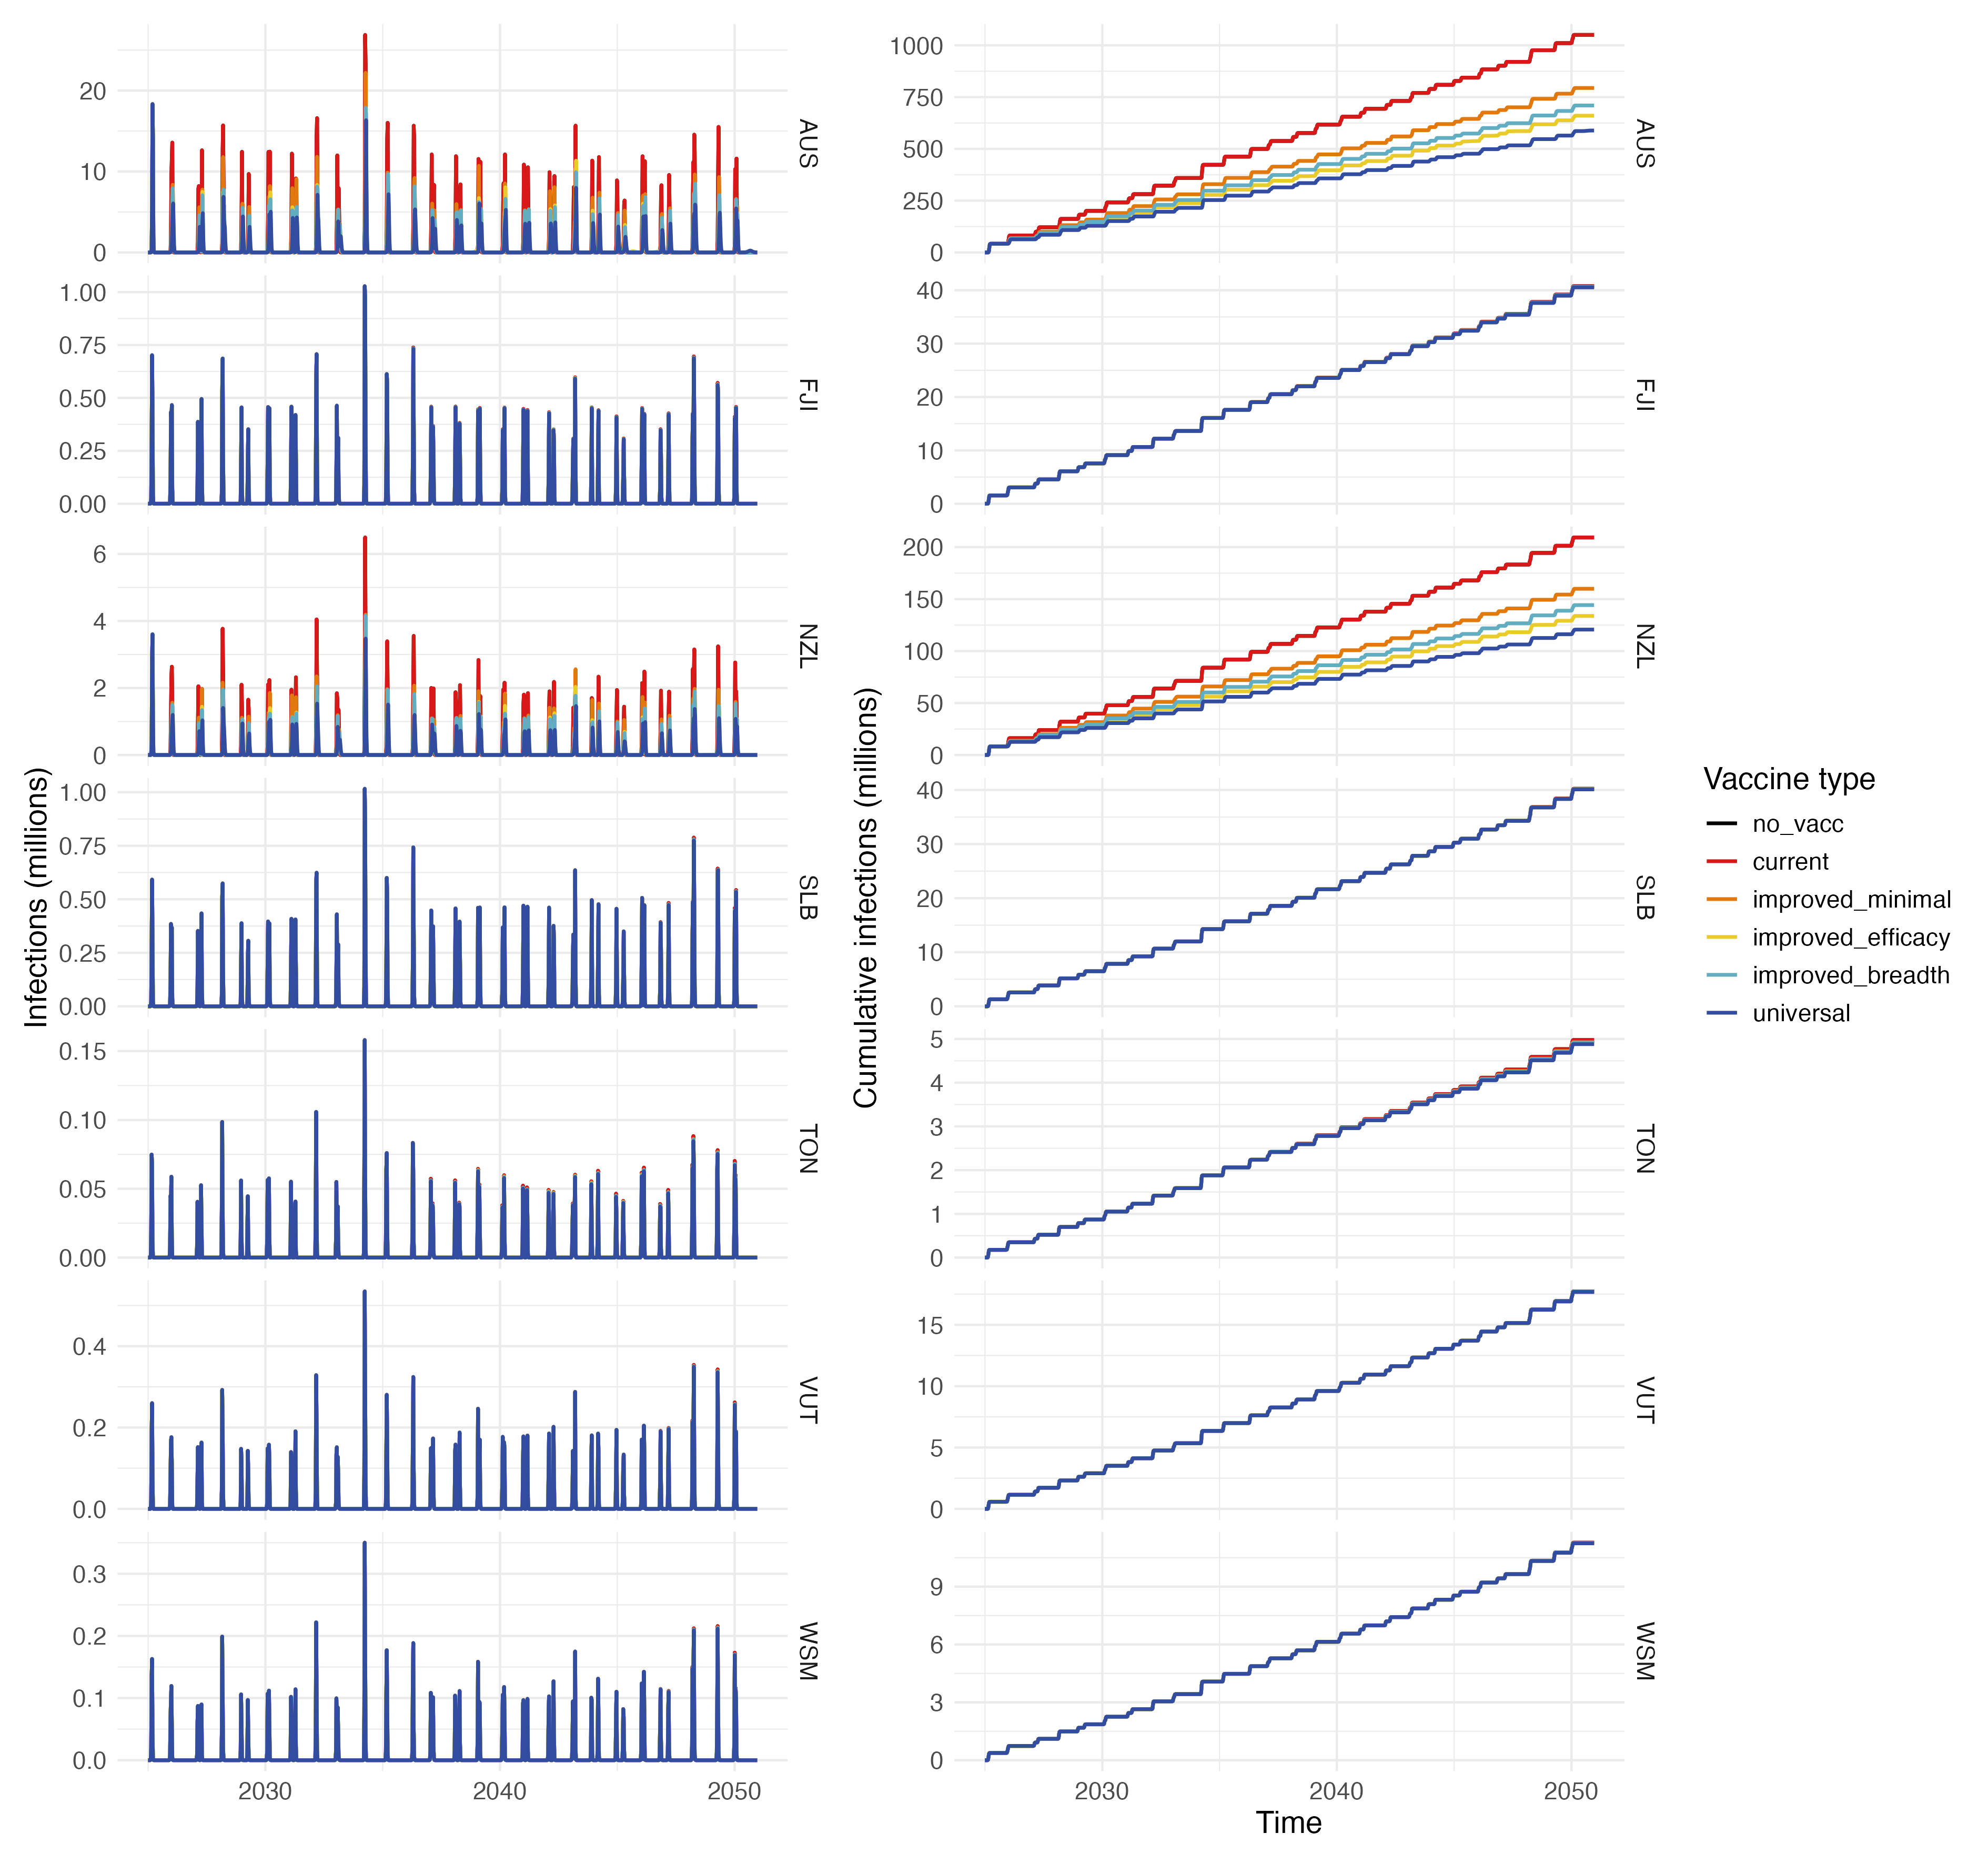 Infections (millions)
20
10
0
AUS
1.00
0.75
0.50
0.25
0.00
FJI
6
4
2
0
NZL
1.00
0.75
0.50
0.25
0.00
SLB
0.15
0.10
0.05
0.00
TON
0.4
0.2
0.0
VUT
0.3
0.2
0.1
0.0
WSM
2030 2040 2050
Cumulative infections (millions)
1000
750
500
250
0
AUS
40
30
20
10
0
FJI
200
150
100
50
0
NZL
40
30
20
10
0
SLB
5
4
3
2
1
0
TON
15
10
5
0
VUT
9
6
3
0
WSM
2030 2040 2050
Time
Vaccine type
no_vacc
current
improved_minimal
improved_efficacy
improved_breadth
universal